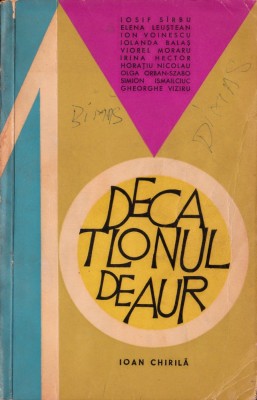 IOSIF SÎRBU
ELENA LEUȘTEAN
ION VOINESCU
IOLANDA BALAȘ
VIOREL MORARU
IRINA HECTOR
HORAȚIU NICOLAU
OLGA ORBAN-SZABO
SIMION ISMAILCIUC
GHEORGHE VIZIRU
10
DECA
TLONUL
DE AUR
IOAN CHIRILĂ